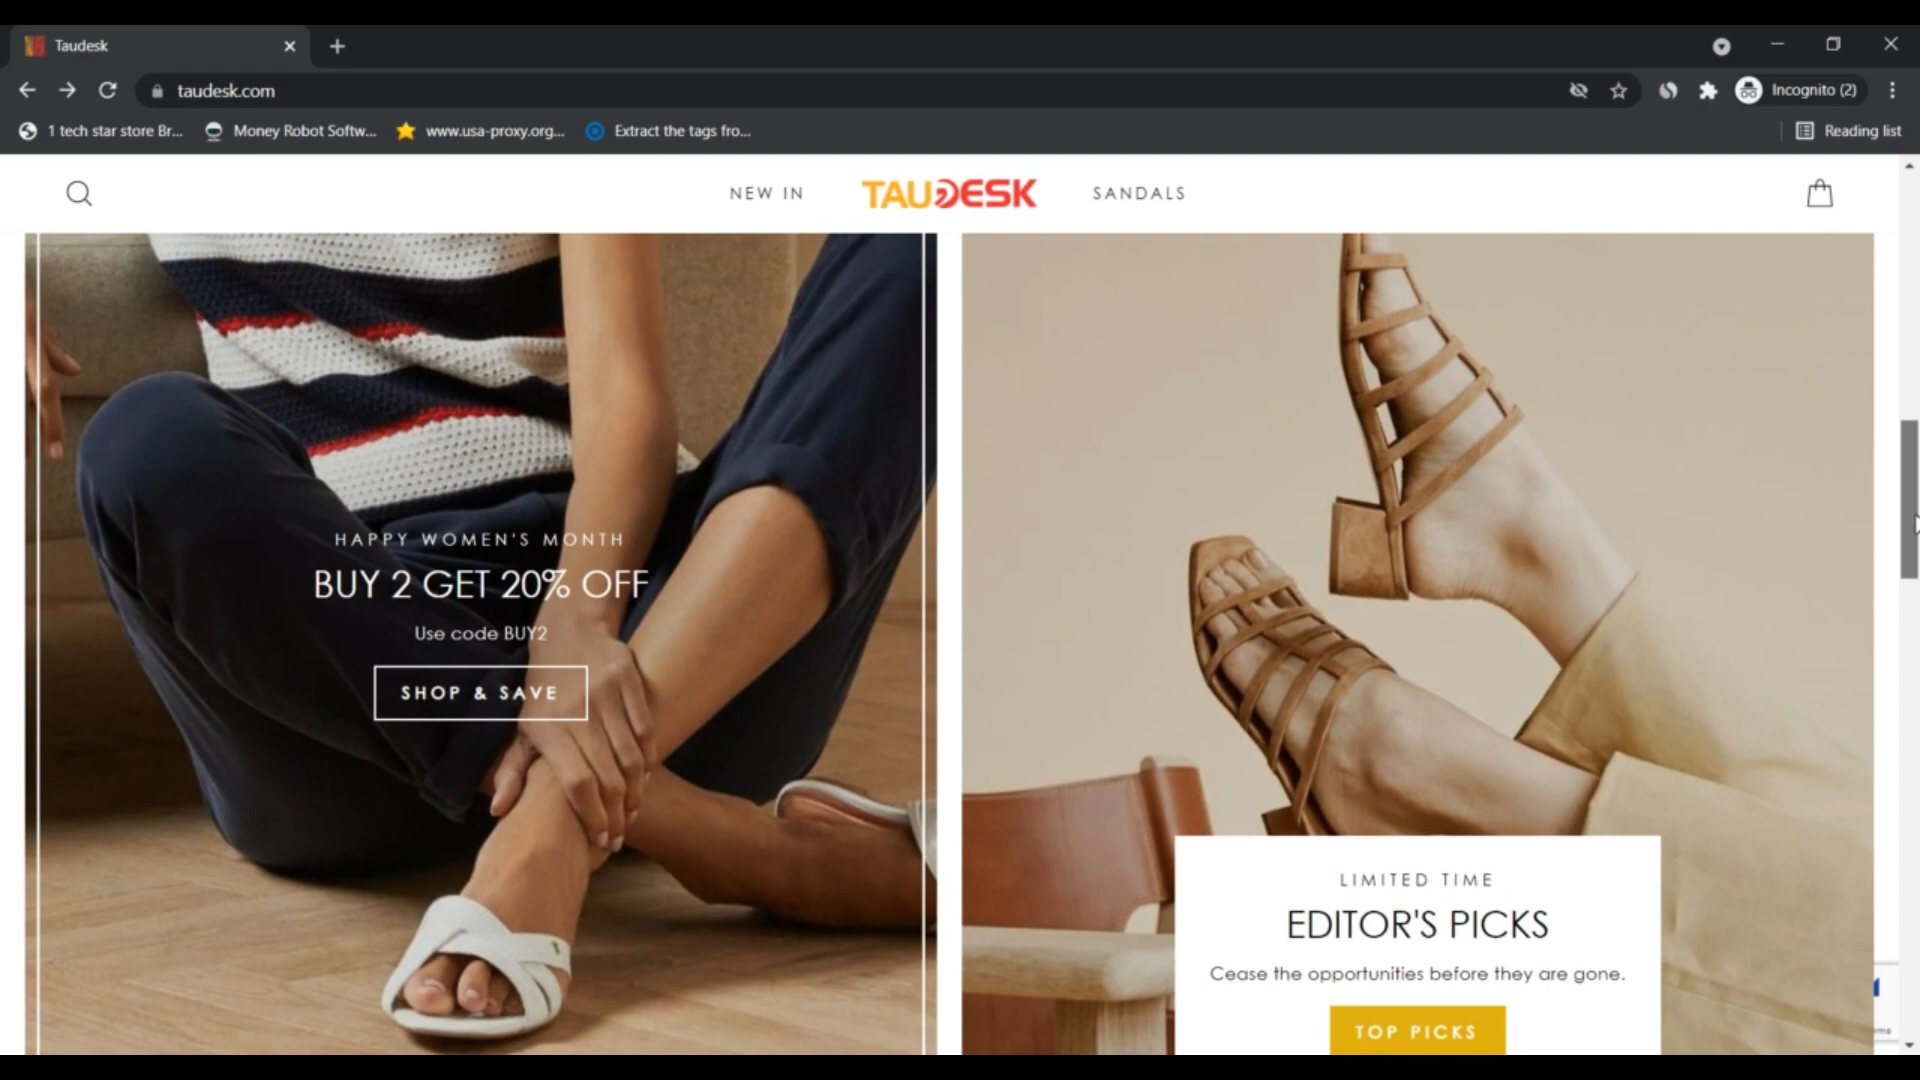 Taudesk
taudesk.com
Incognito (2)
1 tech star store Br...
Money Robot Softw...
www.usa-proxy.org...
Extract the tags fro...
Reading list
NEW IN
TAUDESK
SANDALS
HAPPY WOMEN'S MONTH
BUY 2 GET 20% OFF
Use code BUY2
SHOP & SAVE
LIMITED TIME
EDITOR'S PICKS
Cease the opportunities before they are gone.
TOP PICKS